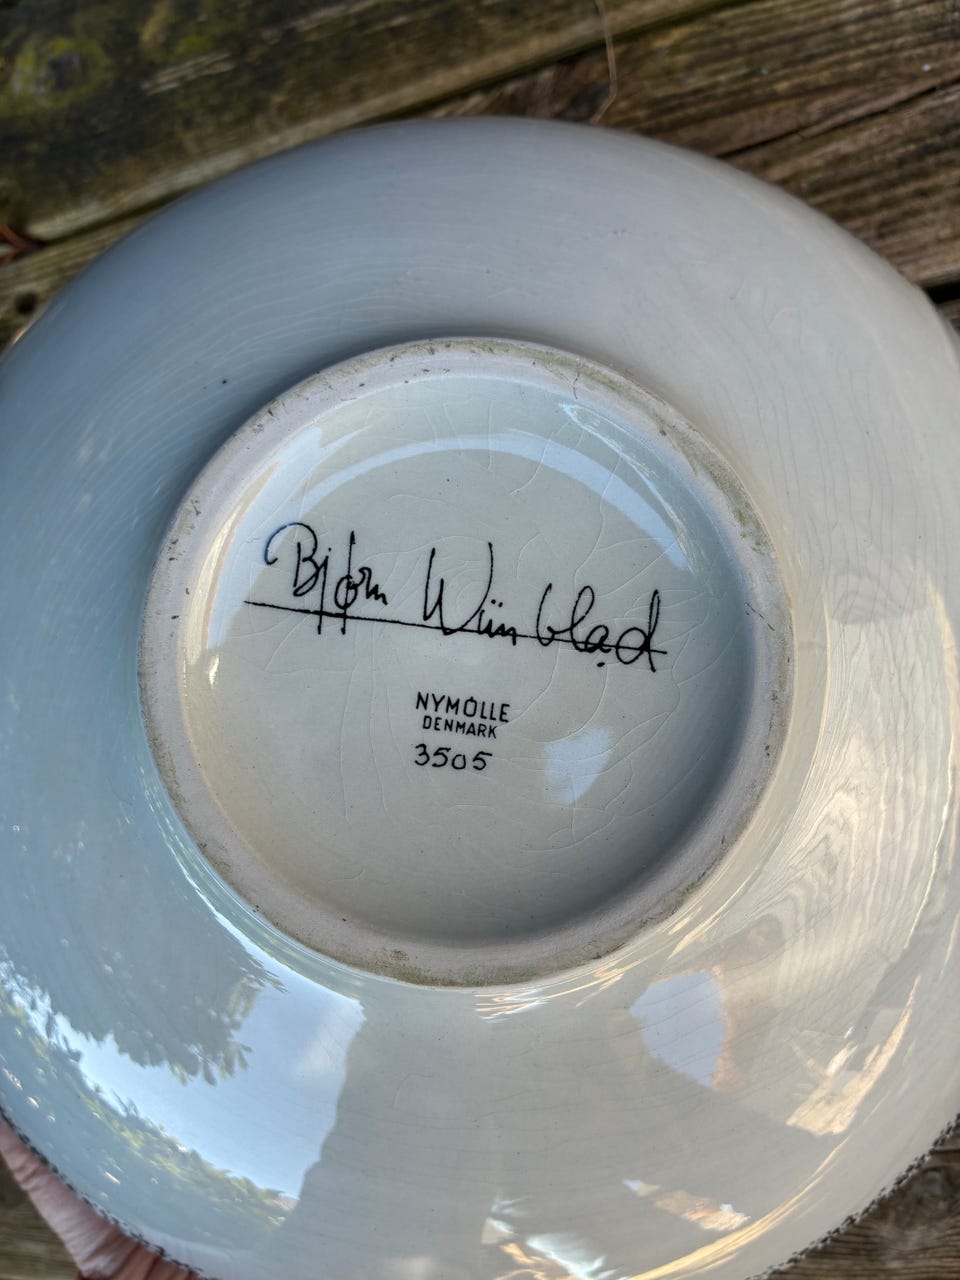 Bjørn Wiinblad
NYMØLLE
DENMARK
3505